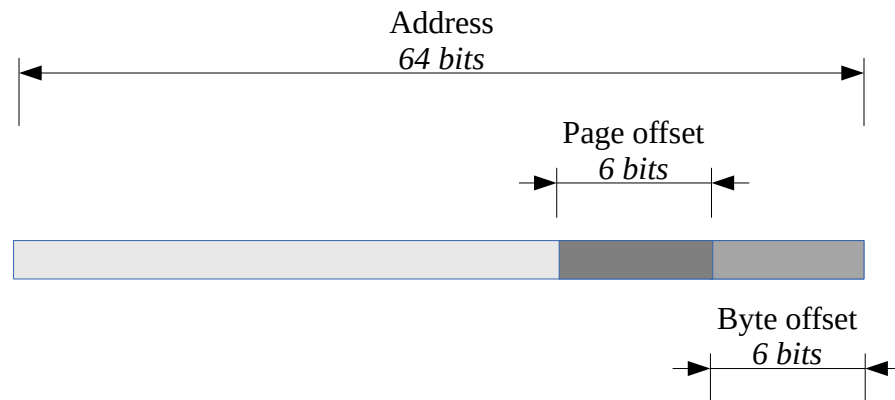 Address
64 bits
Page offset
6 bits
Byte offset
6 bits